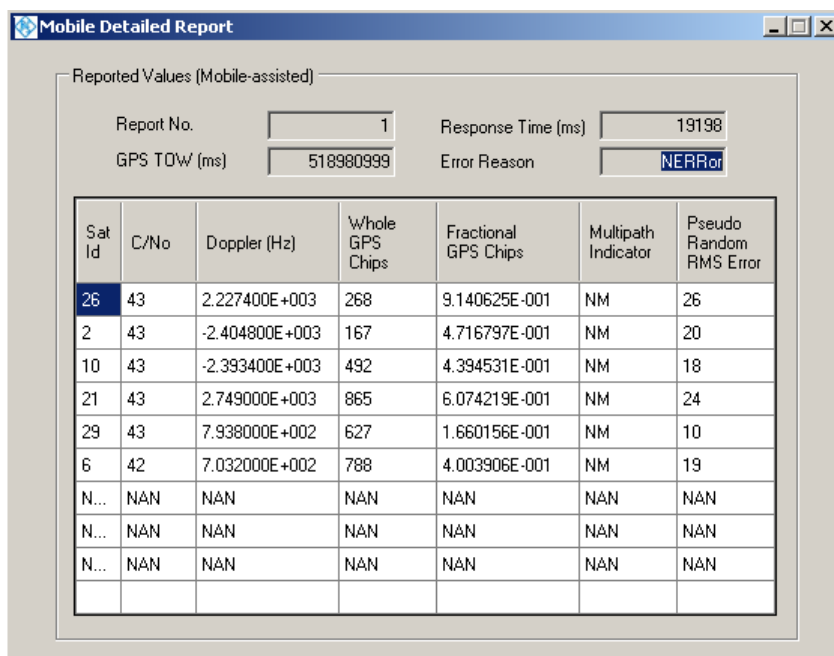 Mobile Detailed Report
Reported Values (Mobile-assisted)
Report No. 1 Response Time (ms) 19198
GPS TOW (ms) 518980999 Error Reason NERRor
Sat Id C/No Doppler (Hz) Whole GPS Chips Fractional GPS Chips Multipath Indicator Pseudo Random RMS Error
26 43 2.227400E+003 268 9.140625E-001 NM 26
2 43 -2.404800E+003 167 4.716797E-001 NM 20
10 43 -2.393400E+003 492 4.394531E-001 NM 18
21 43 2.749000E+003 865 6.074219E-001 NM 24
29 43 7.938000E+002 627 1.660156E-001 NM 10
6 42 7.032000E+002 788 4.003906E-001 NM 19
N... NAN NAN NAN NAN NAN NAN
N... NAN NAN NAN NAN NAN NAN
N... NAN NAN NAN NAN NAN NAN